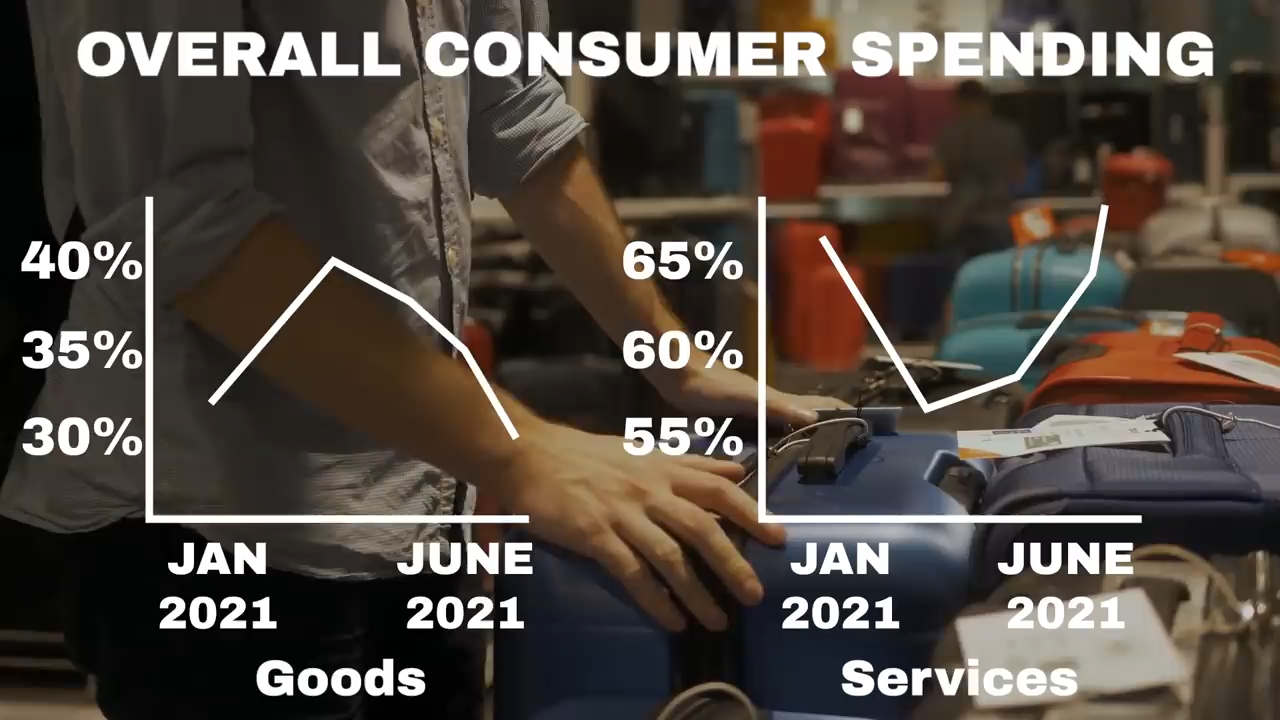 OVERALL CONSUMER SPENDING
40%
35%
30%
JAN
2021
JUNE
2021
Goods
65%
60%
55%
JAN
2021
JUNE
2021
Services